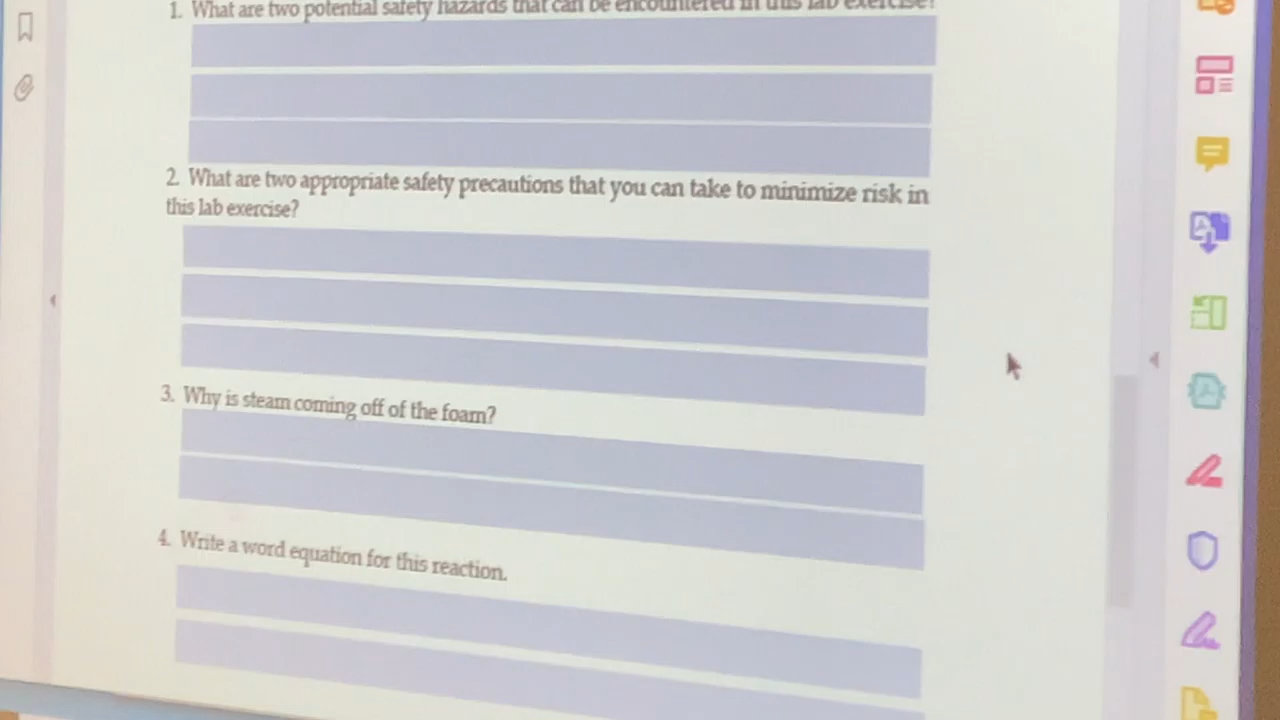 1. What are two potential safety hazards that can be encountered in this lab exercise?
2. What are two appropriate safety precautions that you can take to minimize risk in
this lab exercise?
3. Why is steam coming off of the foam?
4. Write a word equation for this reaction.